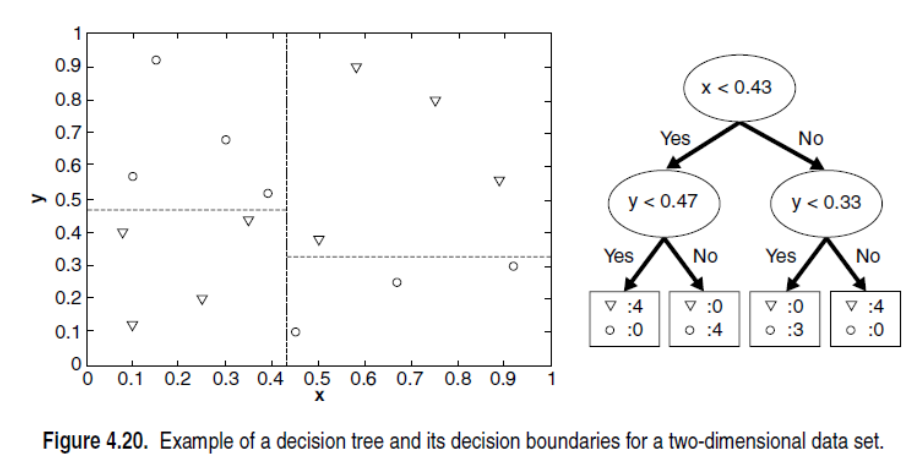 1
0.9
0.8
0.7
0.6
0.5
0.4
0.3
0.2
0.1
0
y
0 0.1 0.2 0.3 0.4 0.5 0.6 0.7 0.8 0.9 1
x
x < 0.43
Yes No
y < 0.47 y < 0.33
Yes No Yes No
▽ :4 ▽ :0 ▽ :0 ▽ :4
○ :0 ○ :4 ○ :3 ○ :0
Figure 4.20. Example of a decision tree and its decision boundaries for a two-dimensional data set.